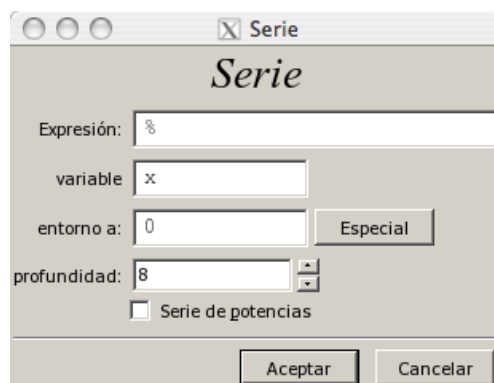 Serie
Serie
Expresión: %
variable x
entorno a: 0 Especial
profundidad: 8
Serie de potencias
Aceptar Cancelar